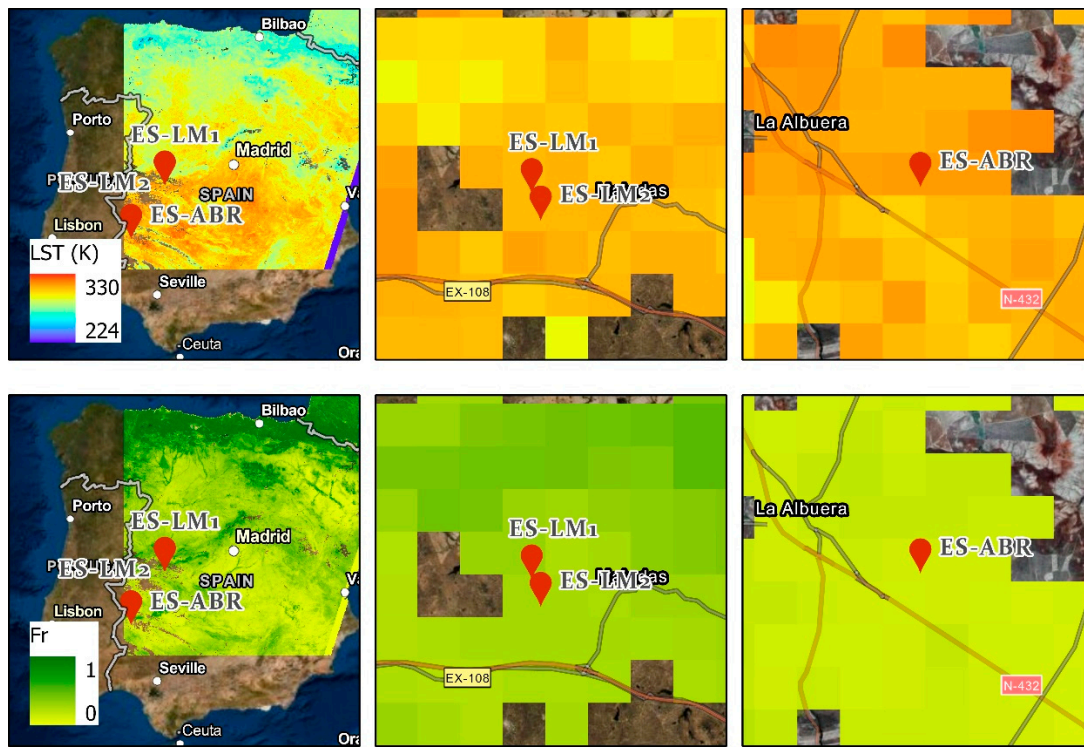 Bilbao
Porto
ES-LM1
Madrid
ES-LM2
SPAIN
ES-ABR
Lisbon
LST (K)
330
224
Seville
Ceuta
ES-LM1
ES-LM2
EX-108
La Albuera
ES-ABR
N-432
Bilbao
Porto
ES-LM1
Madrid
ES-LM2
SPAIN
ES-ABR
Lisbon
Fr
1
0
Seville
Ceuta
ES-LM1
ES-LM2
EX-108
La Albuera
ES-ABR
N-432